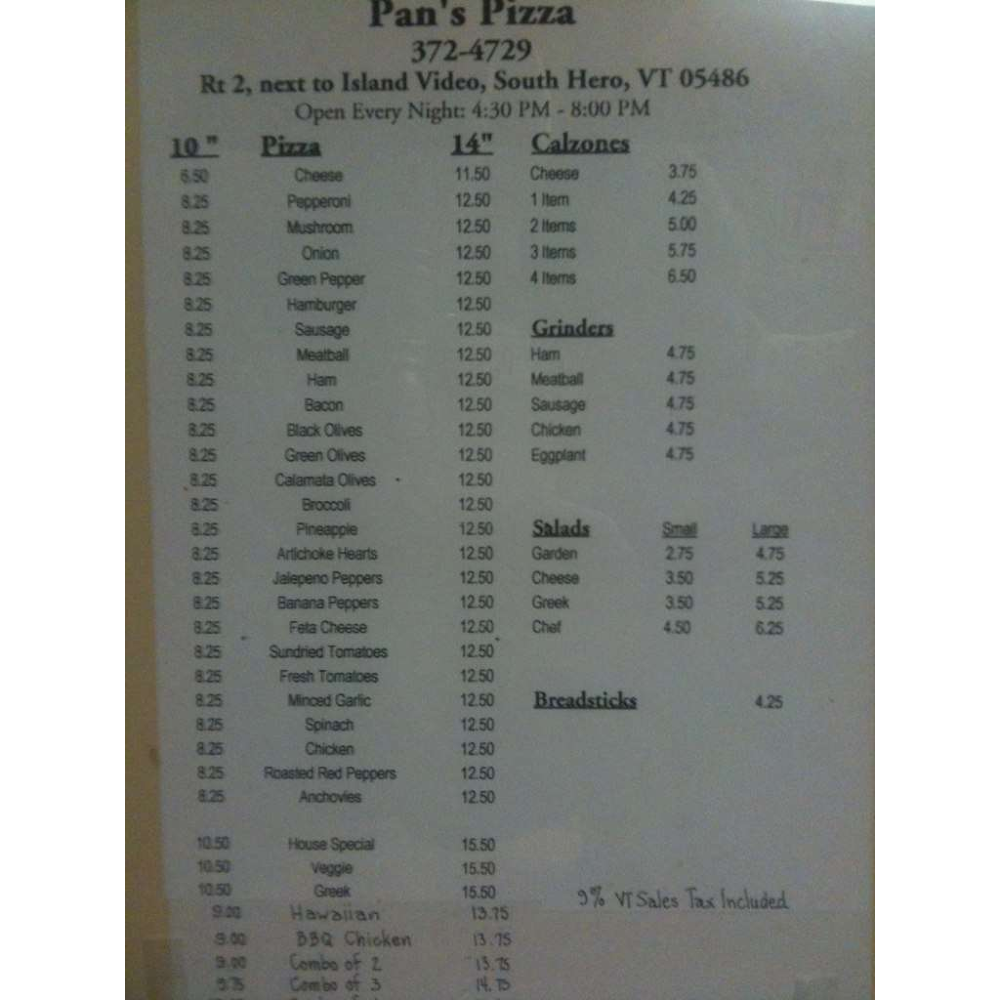 Pan's Pizza
372-4729
Rt 2, next to Island Video, South Hero, VT 05486
Open Every Night: 4:30 PM - 8:00 PM
10 " Pizza 14"
6.50 Cheese 11.50
8.25 Pepperoni 12.50
8.25 Mushroom 12.50
8.25 Onion 12.50
8.25 Green Pepper 12.50
8.25 Hamburger 12.50
8.25 Sausage 12.50
8.25 Meatball 12.50
8.25 Ham 12.50
8.25 Bacon 12.50
8.25 Black Olives 12.50
8.25 Green Olives 12.50
8.25 Calamata Olives 12.50
8.25 Broccoli 12.50
8.25 Pineapple 12.50
8.25 Artichoke Hearts 12.50
8.25 Jalepeno Peppers 12.50
8.25 Banana Peppers 12.50
8.25 Feta Cheese 12.50
8.25 Sundried Tomatoes 12.50
8.25 Fresh Tomatoes 12.50
8.25 Minced Garlic 12.50
8.25 Spinach 12.50
8.25 Chicken 12.50
8.25 Roasted Red Peppers 12.50
8.25 Anchovies 12.50
10.50 House Special 15.50
10.50 Veggie 15.50
10.50 Greek 15.50
9.00 Hawaiian 13.75
9.00 BBQ Chicken 13.75
9.00 Combo of 2 13.75
9.75 Combo of 3 14.75
Calzones
Cheese 3.75
1 Item 4.25
2 Items 5.00
3 Items 5.75
4 Items 6.50
Grinders
Ham 4.75
Meatball 4.75
Sausage 4.75
Chicken 4.75
Eggplant 4.75
Salads Small Large
Garden 2.75 4.75
Cheese 3.50 5.25
Greek 3.50 5.25
Chef 4.50 6.25
Breadsticks 4.25
9% VT Sales Tax Included